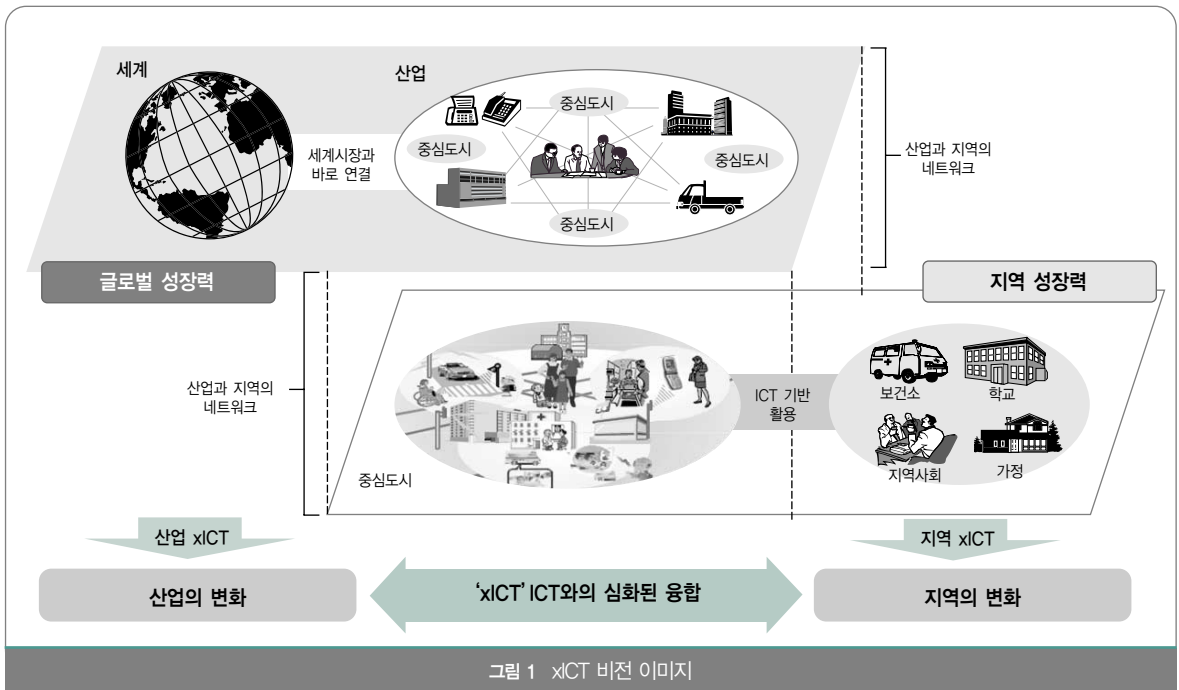 세계
산업
중심도시
중심도시
중심도시
중심도시
세계시장과
바로 연결
산업과 지역의
네트워크
글로벌 성장력
지역 성장력
산업과 지역의
네트워크
ICT 기반
활용
보건소
학교
지역사회
가정
중심도시
산업 xICT
지역 xICT
산업의 변화
‘xICT’ ICT와의 심화된 융합
지역의 변화
그림 1 xICT 비전 이미지